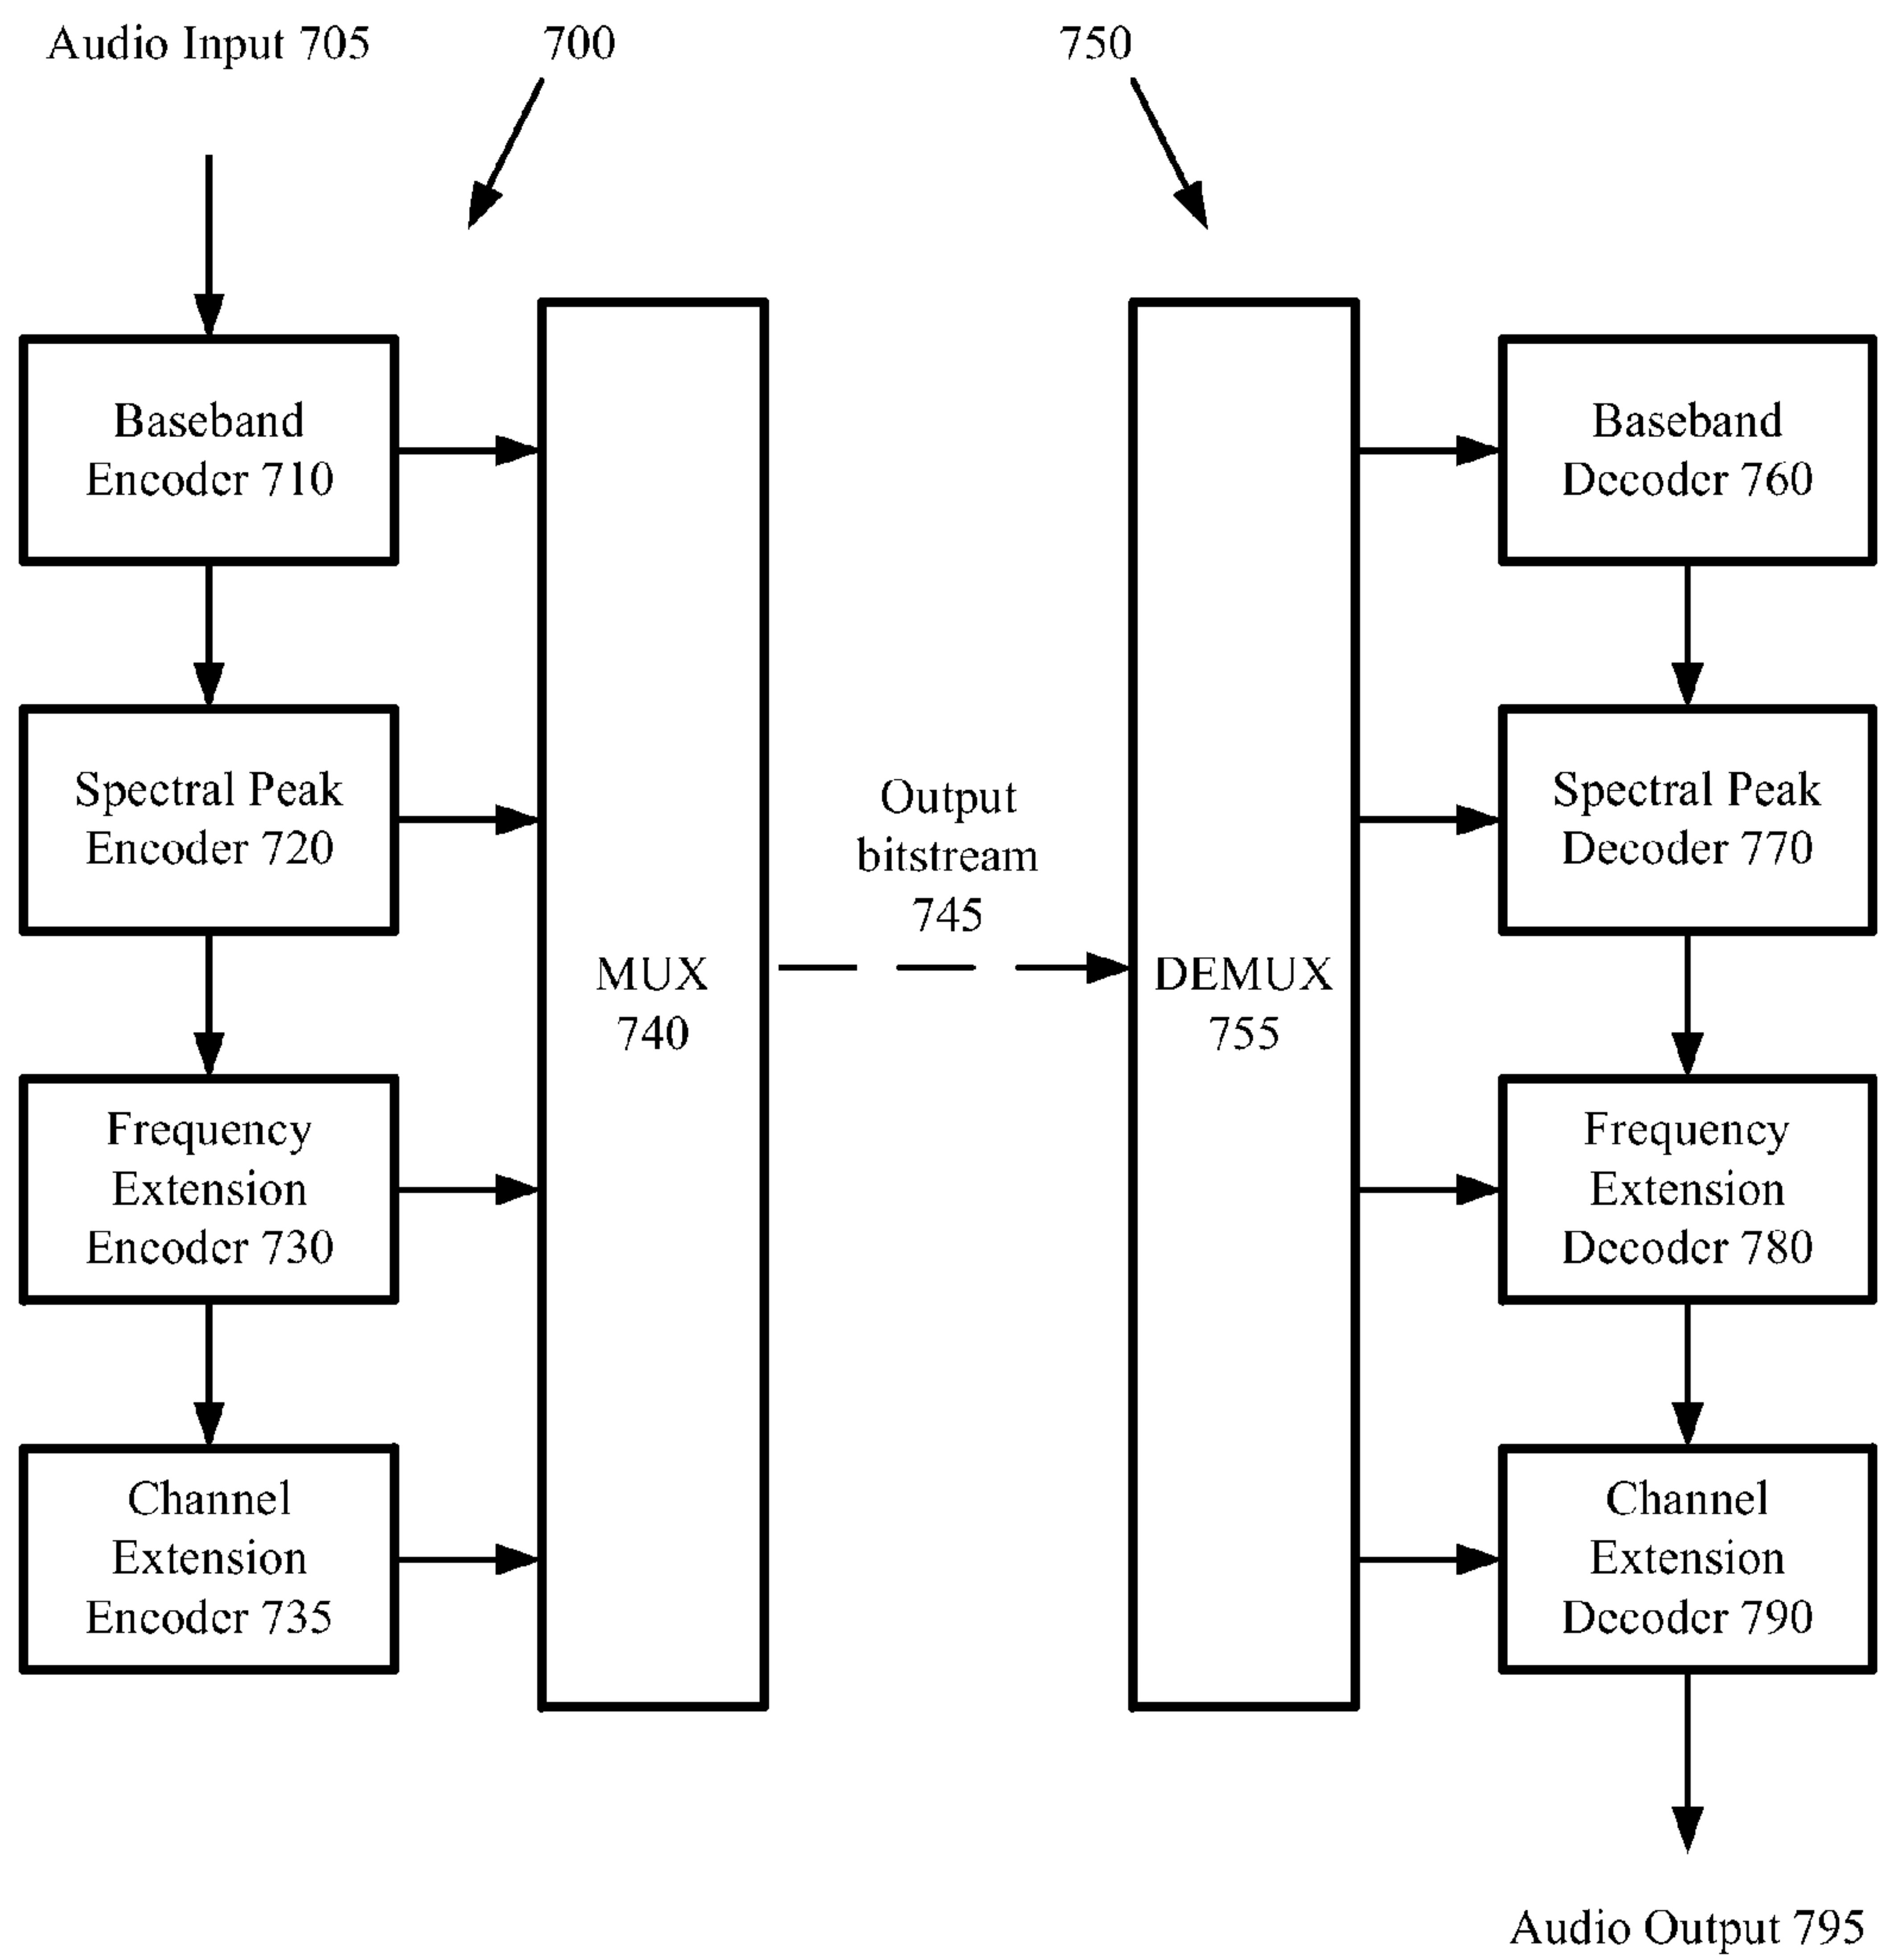 Audio Input 705
700
750
Baseband
Encoder 710
Spectral Peak
Encoder 720
Frequency
Extension
Encoder 730
Channel
Extension
Encoder 735
MUX
740
Output
bitstream
745
DEMUX
755
Baseband
Decoder 760
Spectral Peak
Decoder 770
Frequency
Extension
Decoder 780
Channel
Extension
Decoder 790
Audio Output 795